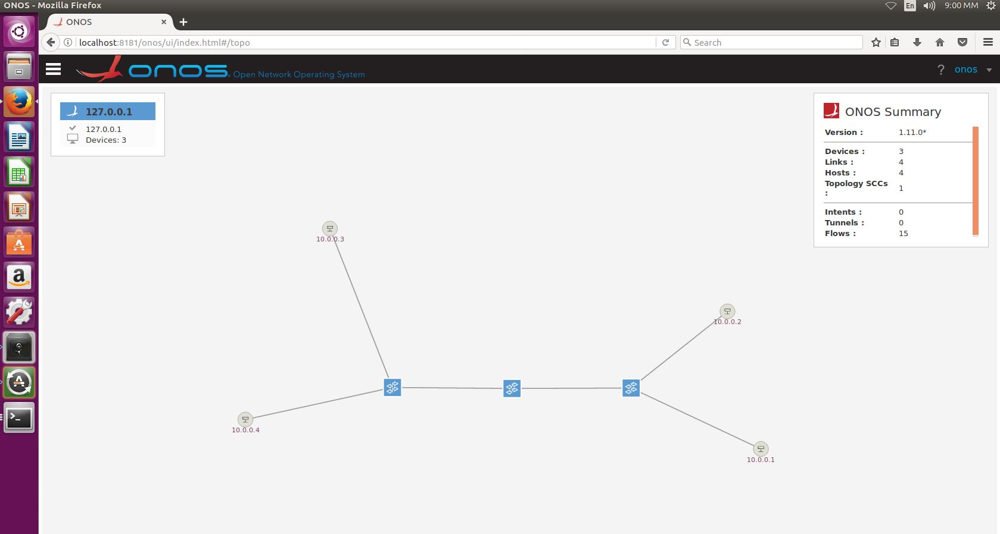 ONOS - Mozilla Firefox
En
9:00 MM
ONOS
localhost:8181/onos/ui/index.html#/topo
Search
onos Open Network Operating System
? onos
127.0.0.1
127.0.0.1
Devices: 3
ONOS Summary
Version : 1.11.0*
Devices : 3
Links : 4
Hosts : 4
Topology SCCs
: 1
Intents : 0
Tunnels : 0
Flows : 15
10.0.0.3
10.0.0.2
10.0.0.4
10.0.0.1